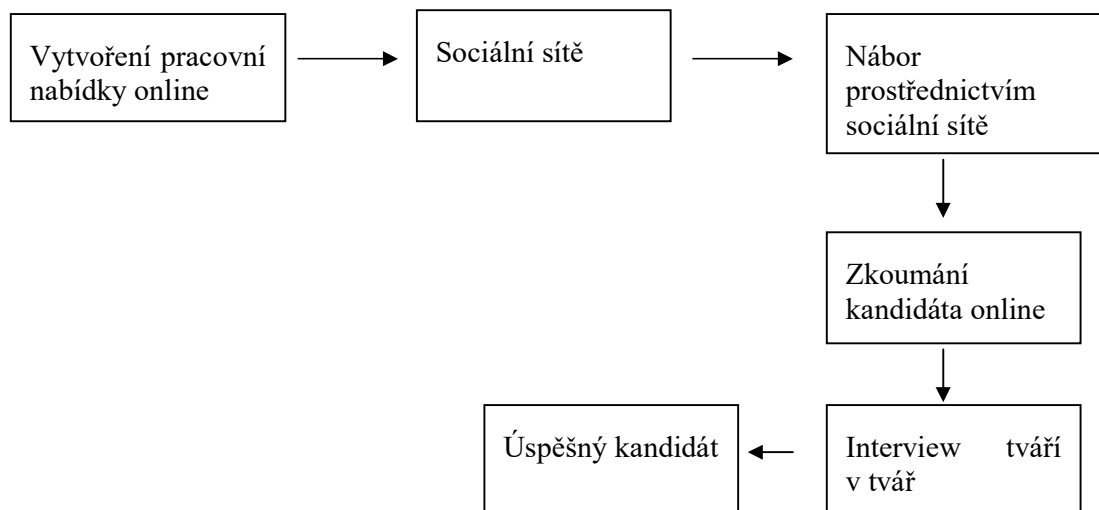 Vytvoření pracovní
nabídky online
Sociální sítě
Nábor
prostřednictvím
sociální sítě
Zkoumání
kandidáta online
Interview tváří
v tvář
Úspěšný kandidát